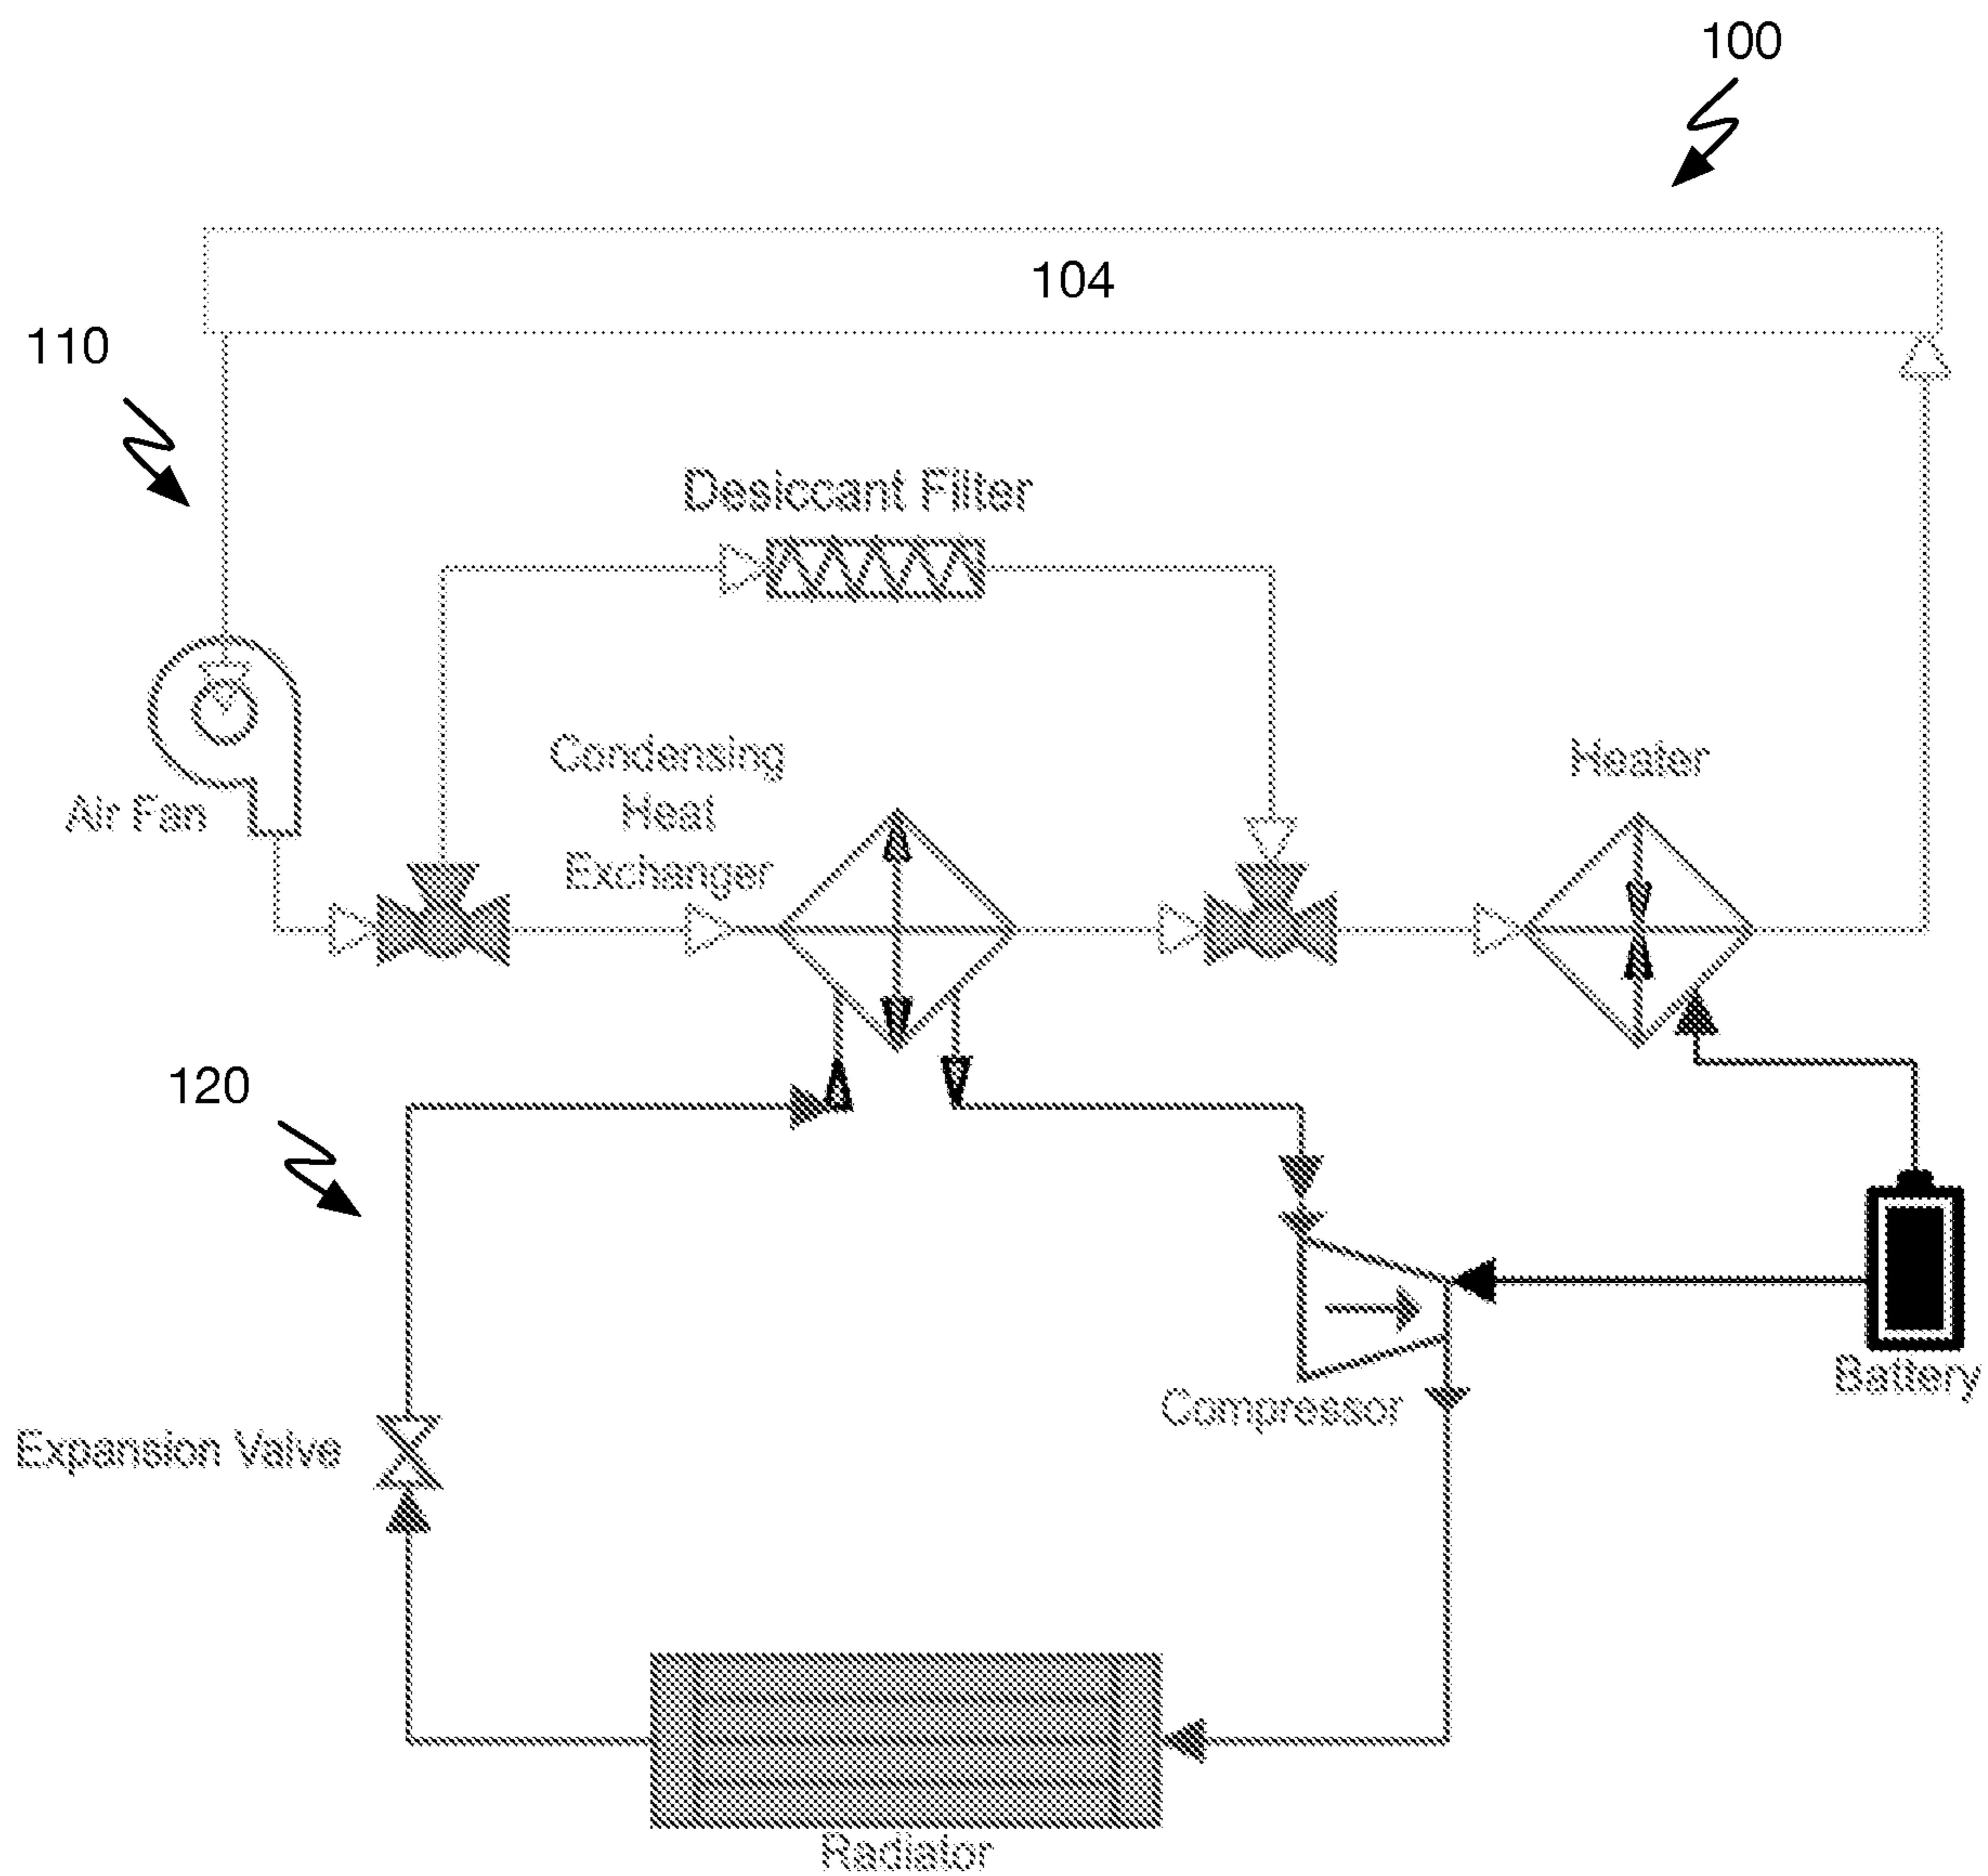 100
104
110
Desiccant Filter
Condensing
Heat
Exchanger
Heater
Air Fan
120
Compressor
Battery
Expansion Valve
Radiator